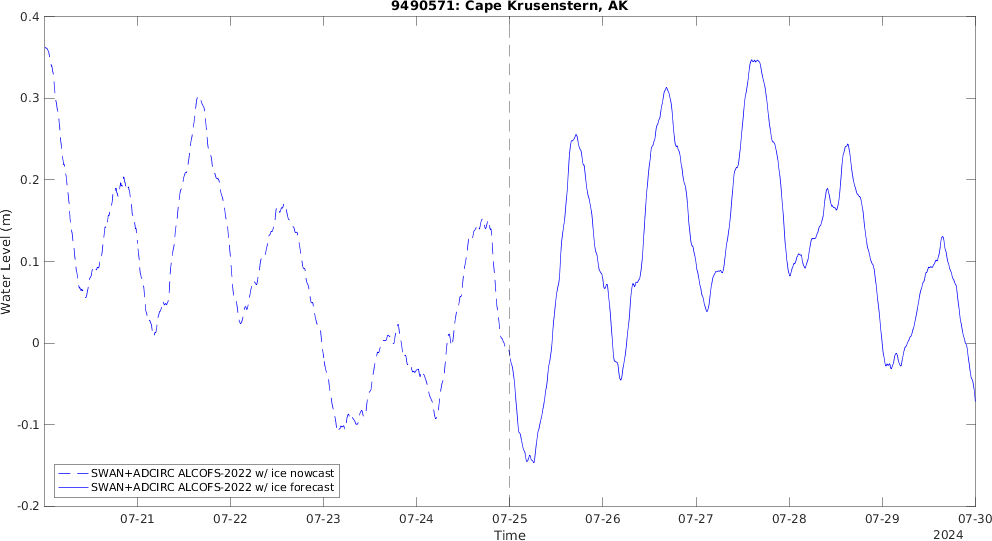 9490571: Cape Krusenstern, AK
0.4
0.3
0.2
0.1
0
-0.1
-0.2
Water Level (m)
SWAN+ADCIRC ALCOFS-2022 w/ ice nowcast
SWAN+ADCIRC ALCOFS-2022 w/ ice forecast
07-21 07-22 07-23 07-24 07-25 07-26 07-27 07-28 07-29 07-30
Time
2024